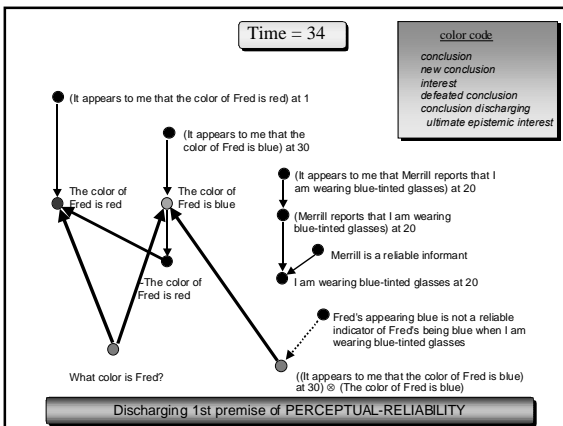 Time = 34
color code
conclusion
new conclusion
interest
defeated conclusion
conclusion discharging
ultimate epistemic interest
(It appears to me that the color of Fred is red) at 1
(It appears to me that the
color of Fred is blue) at 30
(It appears to me that Merrill reports that I
am wearing blue-tinted glasses) at 20
The color of
Fred is red
The color of
Fred is blue
(Merrill reports that I am wearing
blue-tinted glasses) at 20
Merrill is a reliable informant
-The color of
Fred is red
I am wearing blue-tinted glasses at 20
Fred's appearing blue is not a reliable
indicator of Fred's being blue when I am
wearing blue-tinted glasses
What color is Fred?
((It appears to me that the color of Fred is blue)
at 30) ⊗ (The color of Fred is blue)
Discharging 1st premise of PERCEPTUAL-RELIABILITY